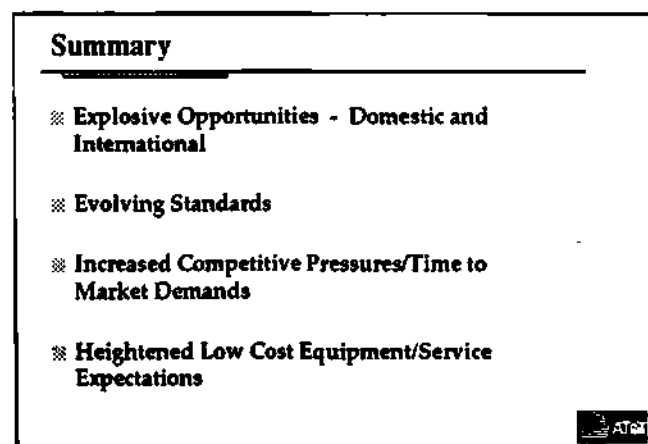 Summary
Explosive Opportunities - Domestic and
International
Evolving Standards
Increased Competitive Pressures/Time to
Market Demands
Heightened Low Cost Equipment/Service
Expectations
AT&T